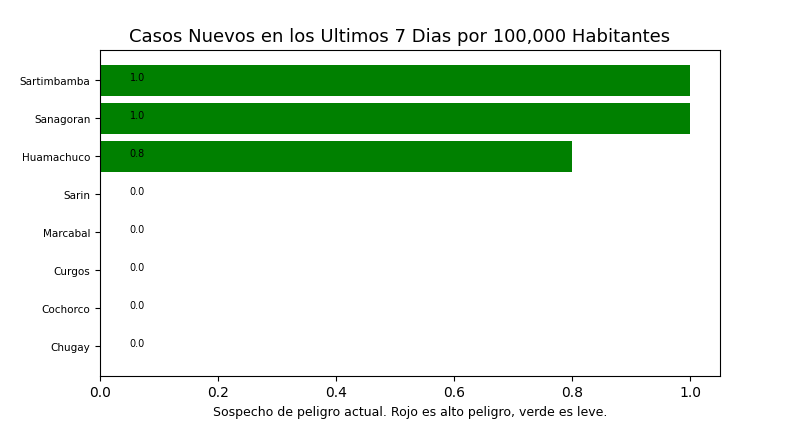 Casos Nuevos en los Ultimos 7 Dias por 100,000 Habitantes
Sartimbamba 1.0
Sanagoran 1.0
Huamachuco 0.8
Sarin 0.0
Marcabal 0.0
Curgos 0.0
Cochorco 0.0
Chugay 0.0
0.0 0.2 0.4 0.6 0.8 1.0
Sospecho de peligro actual. Rojo es alto peligro, verde es leve.